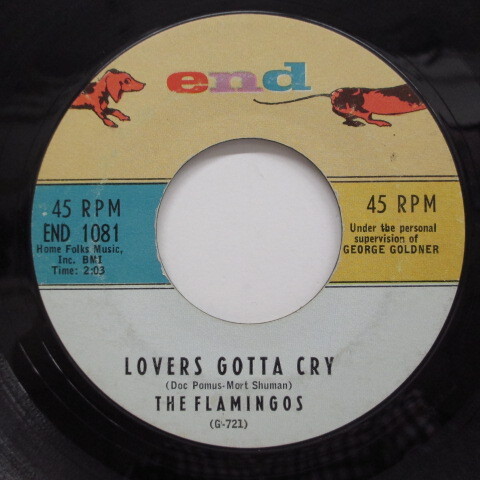 end
45 RPM
END 1081
Home Folks Music,
Inc. BMI
Time: 2:03
45 RPM
Under the personal
supervision of
GEORGE GOLDNER
LOVERS GOTTA CRY
(Doc Pomus-Mort Shuman)
THE FLAMINGOS
(G-721)